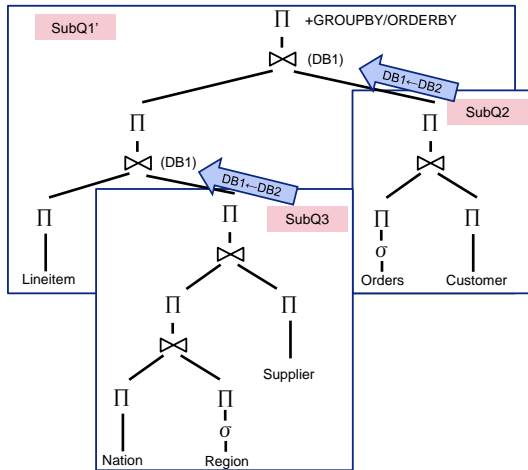 SubQ1'
Π +GROUPBY/ORDERBY
(DB1)
DB1←DB2
SubQ2
Π
Π
(DB1)
DB1←DB2
SubQ3
Π
Π
Π
Π
σ
σ
Lineitem
Orders
Customer
Π
Π
Supplier
Π
Π
σ
Nation
Region